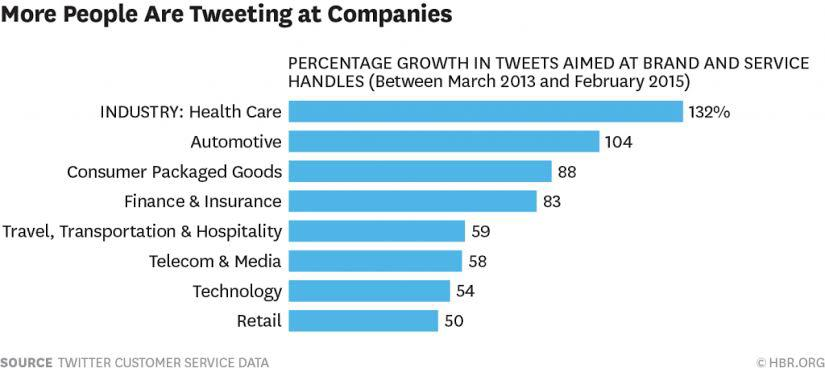 More People Are Tweeting at Companies
PERCENTAGE GROWTH IN TWEETS AIMED AT BRAND AND SERVICE
HANDLES (Between March 2013 and February 2015)
INDUSTRY: Health Care 132%
Automotive 104
Consumer Packaged Goods 88
Finance & Insurance 83
Travel, Transportation & Hospitality 59
Telecom & Media 58
Technology 54
Retail 50
SOURCE TWITTER CUSTOMER SERVICE DATA © HBR.ORG